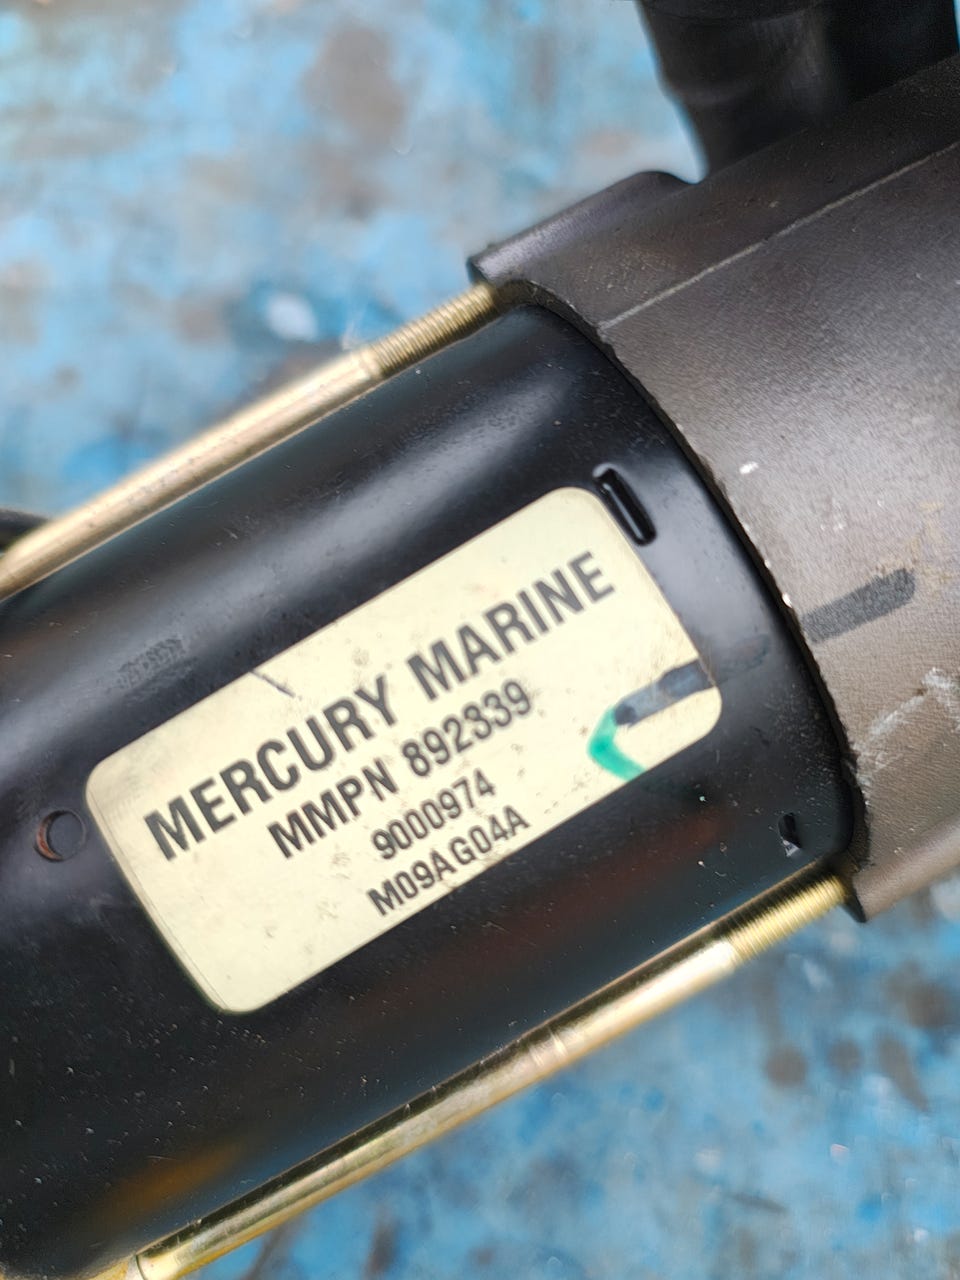 MERCURY MARINE
MMPN 892339
9000974
M09AG04A